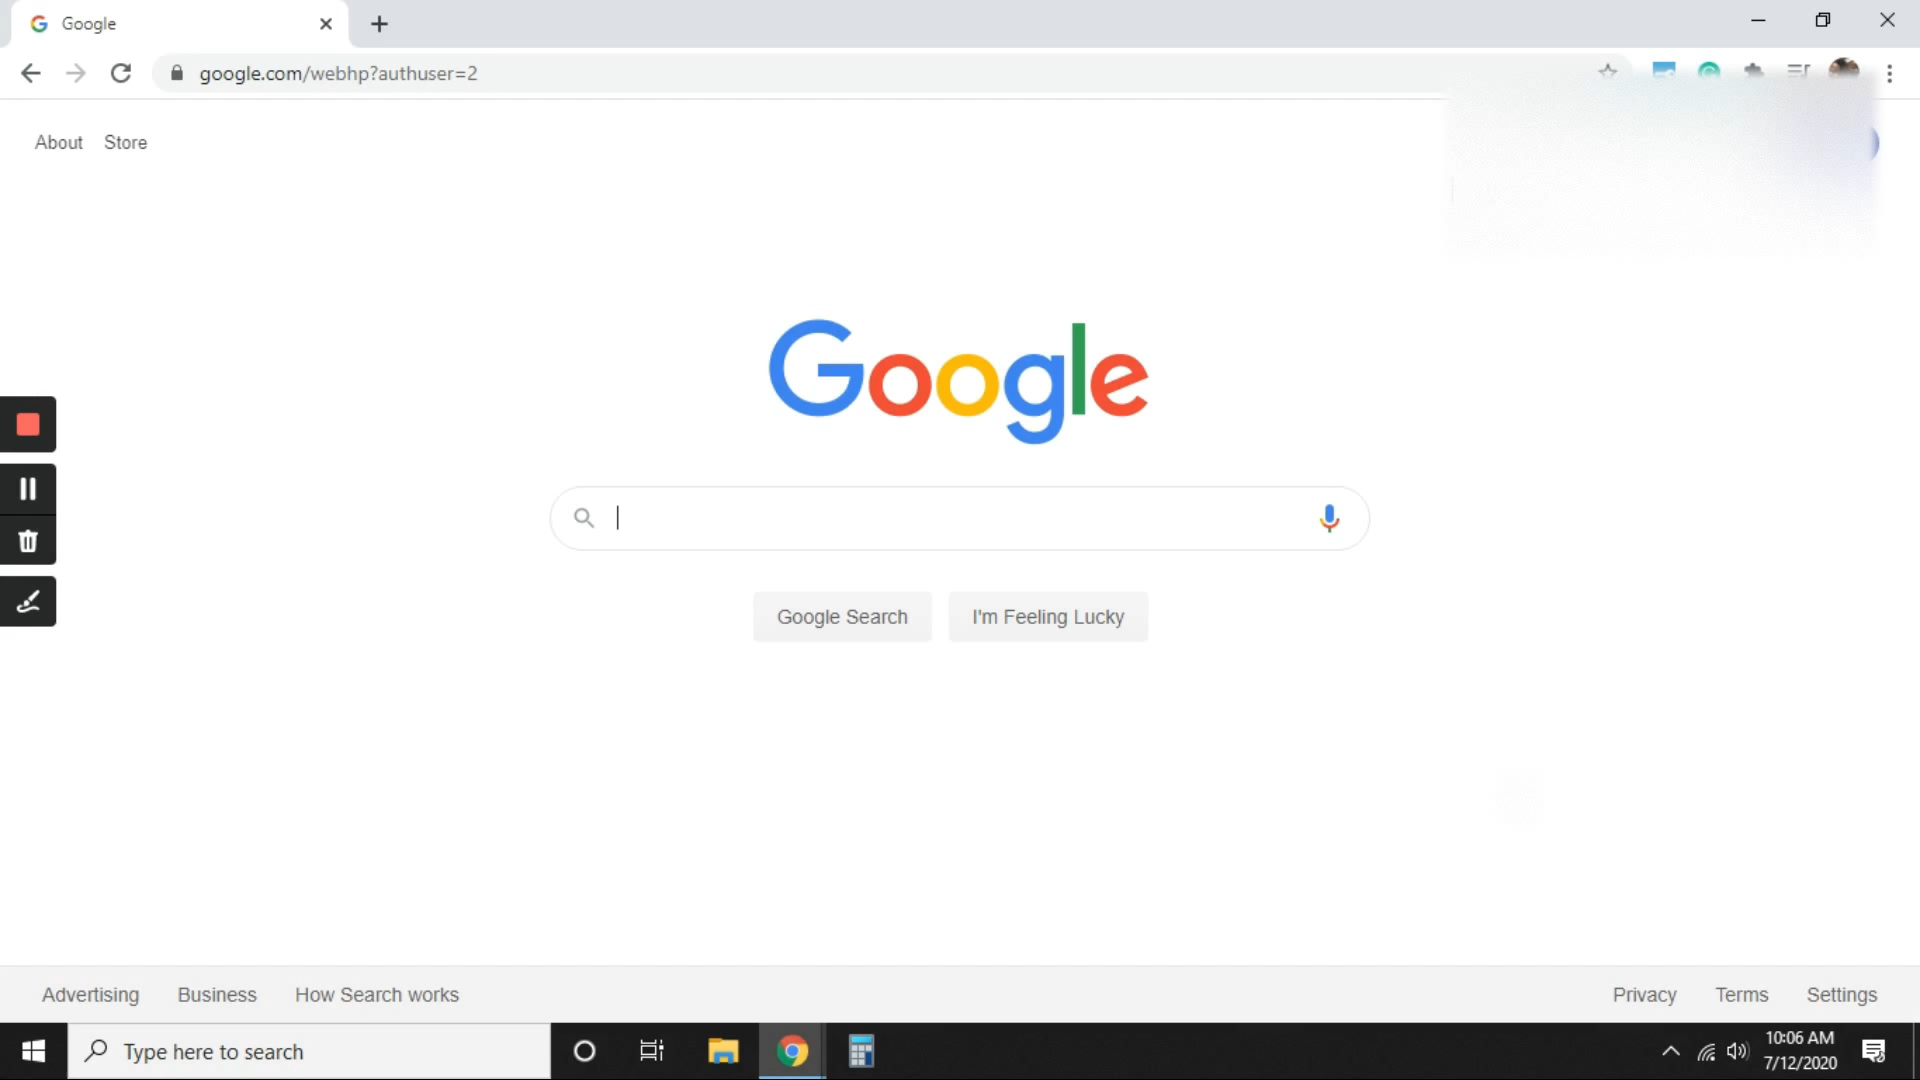 Google
google.com/webhp?authuser=2
About Store
Google
Google Search I'm Feeling Lucky
Advertising Business How Search works Privacy Terms Settings
Type here to search
10:06 AM
7/12/2020